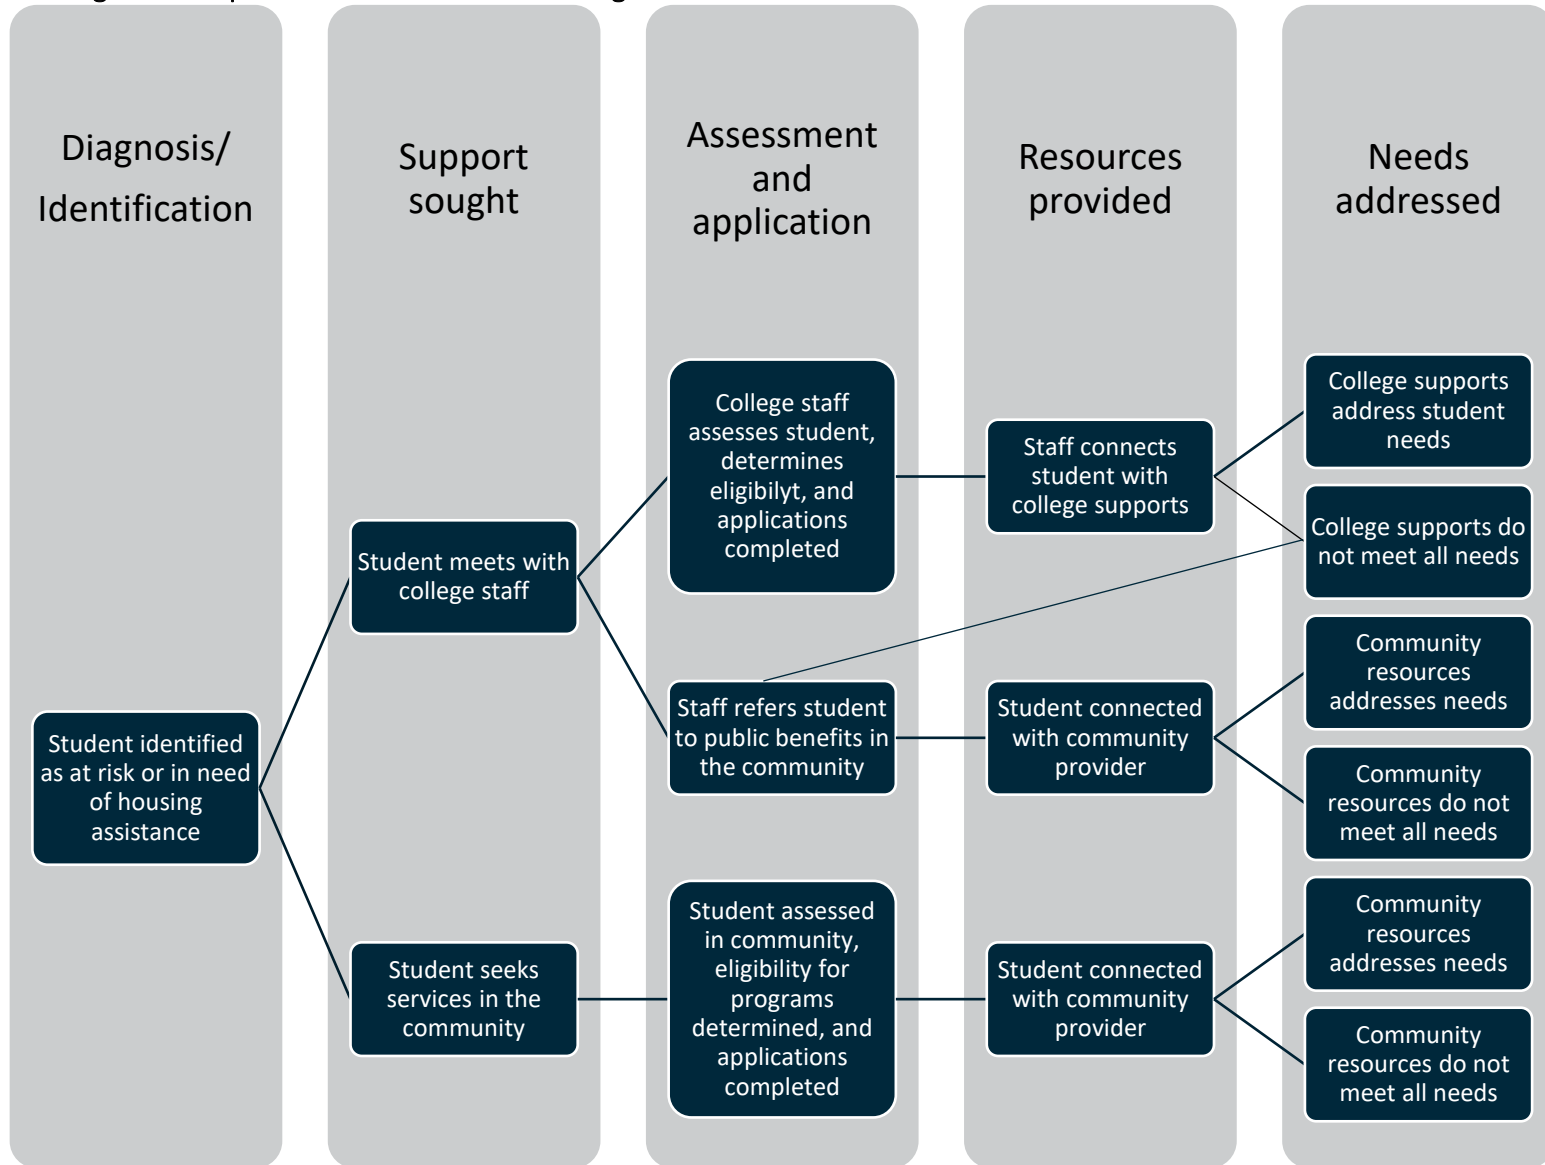 Diagnosis/
Identification
Support
sought
Assessment
and
application
Resources
provided
Needs
addressed
Student identified
as at risk or in need
of housing
assistance
Student meets with
college staff
Student seeks
services in the
community
College staff
assesses student,
determines
eligibilyt, and
applications
completed
Staff refers student
to public benefits in
the community
Student assessed
in community,
eligibility for
programs
determined, and
applications
completed
Staff connects
student with
college supports
Student connected
with community
provider
Student connected
with community
provider
College supports
address student
needs
College supports do
not meet all needs
Community
resources
addresses needs
Community
resources do not
meet all needs
Community
resources
addresses needs
Community
resources do not
meet all needs